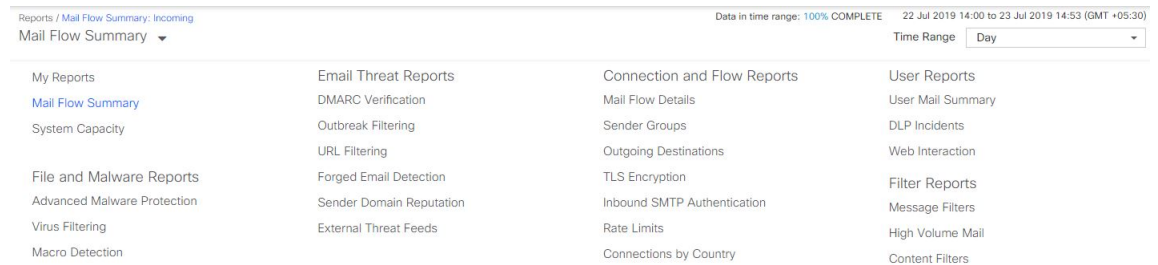 Reports / Mail Flow Summary: Incoming
Data in time range: 100% COMPLETE
22 Jul 2019 14:00 to 23 Jul 2019 14:53 (GMT +05:30)
Mail Flow Summary
Time Range
Day
My Reports
Mail Flow Summary
System Capacity
File and Malware Reports
Advanced Malware Protection
Virus Filtering
Macro Detection
Email Threat Reports
DMARC Verification
Outbreak Filtering
URL Filtering
Forged Email Detection
Sender Domain Reputation
External Threat Feeds
Connection and Flow Reports
Mail Flow Details
Sender Groups
Outgoing Destinations
TLS Encryption
Inbound SMTP Authentication
Rate Limits
Connections by Country
User Reports
User Mail Summary
DLP Incidents
Web Interaction
Filter Reports
Message Filters
High Volume Mail
Content Filters